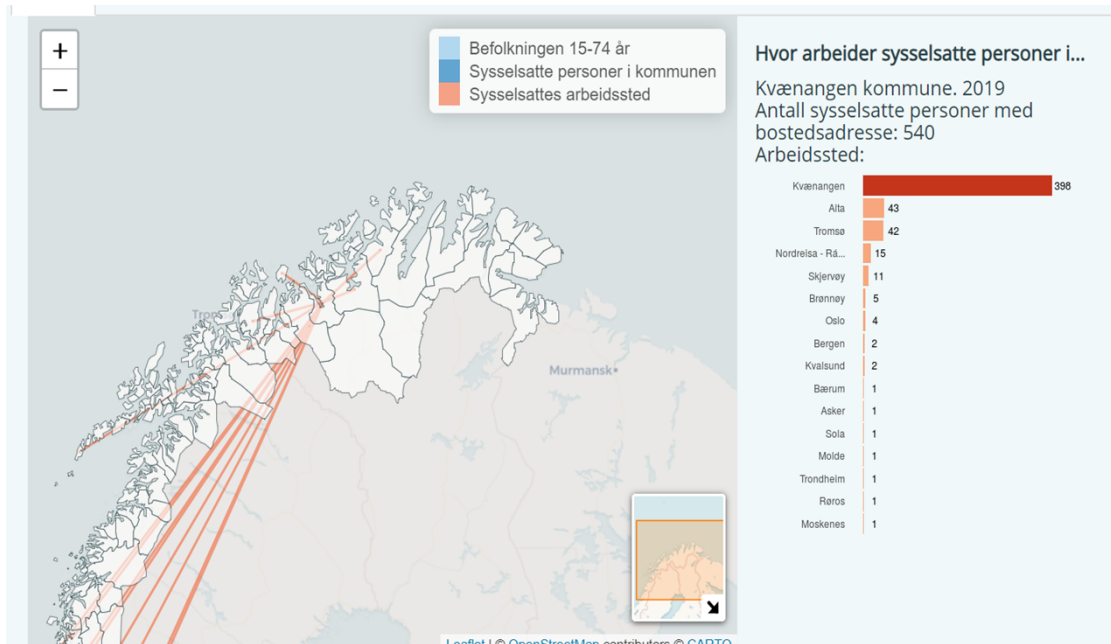 +
−
Befolkningen 15-74 år
Sysselsatte personer i kommunen
Sysselsattes arbeidssted
Murmansk
Hvor arbeider sysselsatte personer i...
Kvænangen kommune. 2019
Antall sysselsatte personer med
bostedsadresse: 540
Arbeidssted:
Kvænangen 398
Alta 43
Tromsø 42
Nordreisa - Rá... 15
Skjervøy 11
Brønnøy 5
Oslo 4
Bergen 2
Kvalsund 2
Bærum 1
Asker 1
Sola 1
Molde 1
Trondheim 1
Røros 1
Moskenes 1
Leaflet | © OpenStreetMap contributors © CARTO